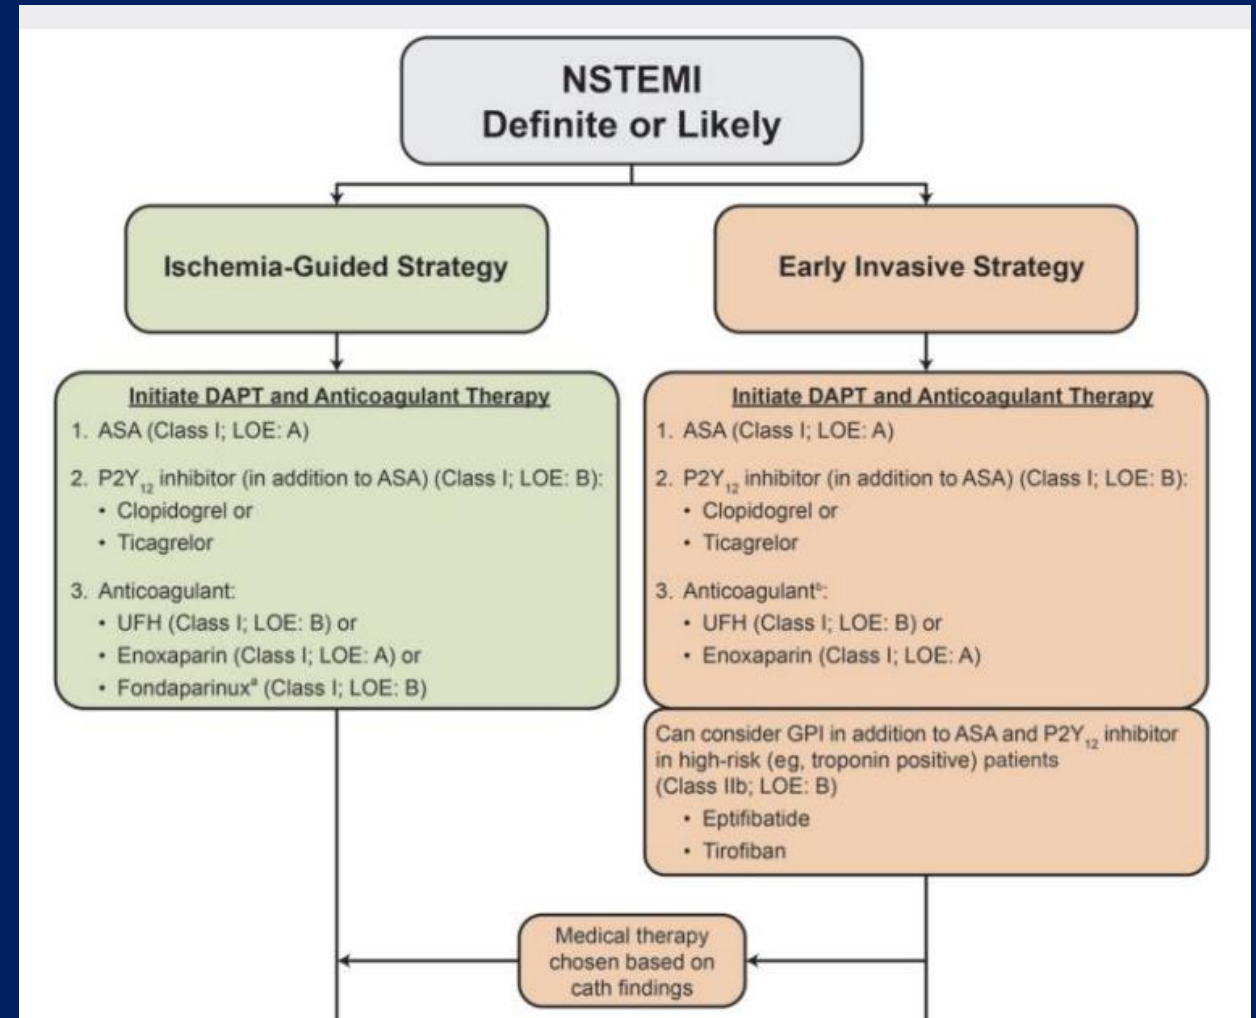 NSTEMI
Definite or Likely
Ischemia-Guided Strategy
Early Invasive Strategy
Initiate DAPT and Anticoagulant Therapy
1. ASA (Class I; LOE: A)
2. P2Y₁₂ inhibitor (in addition to ASA) (Class I; LOE: B):
• Clopidogrel or
• Ticagrelor
3. Anticoagulant:
• UFH (Class I; LOE: B) or
• Enoxaparin (Class I; LOE: A) or
• Fondaparinuxᵃ (Class I; LOE: B)
Initiate DAPT and Anticoagulant Therapy
1. ASA (Class I; LOE: A)
2. P2Y₁₂ inhibitor (in addition to ASA) (Class I; LOE: B):
• Clopidogrel or
• Ticagrelor
3. Anticoagulantᵇ:
• UFH (Class I; LOE: B) or
• Enoxaparin (Class I; LOE: A)
Can consider GPI in addition to ASA and P2Y₁₂ inhibitor
in high-risk (eg, troponin positive) patients
(Class IIb; LOE: B)
• Eptifibatide
• Tirofiban
Medical therapy
chosen based on
cath findings